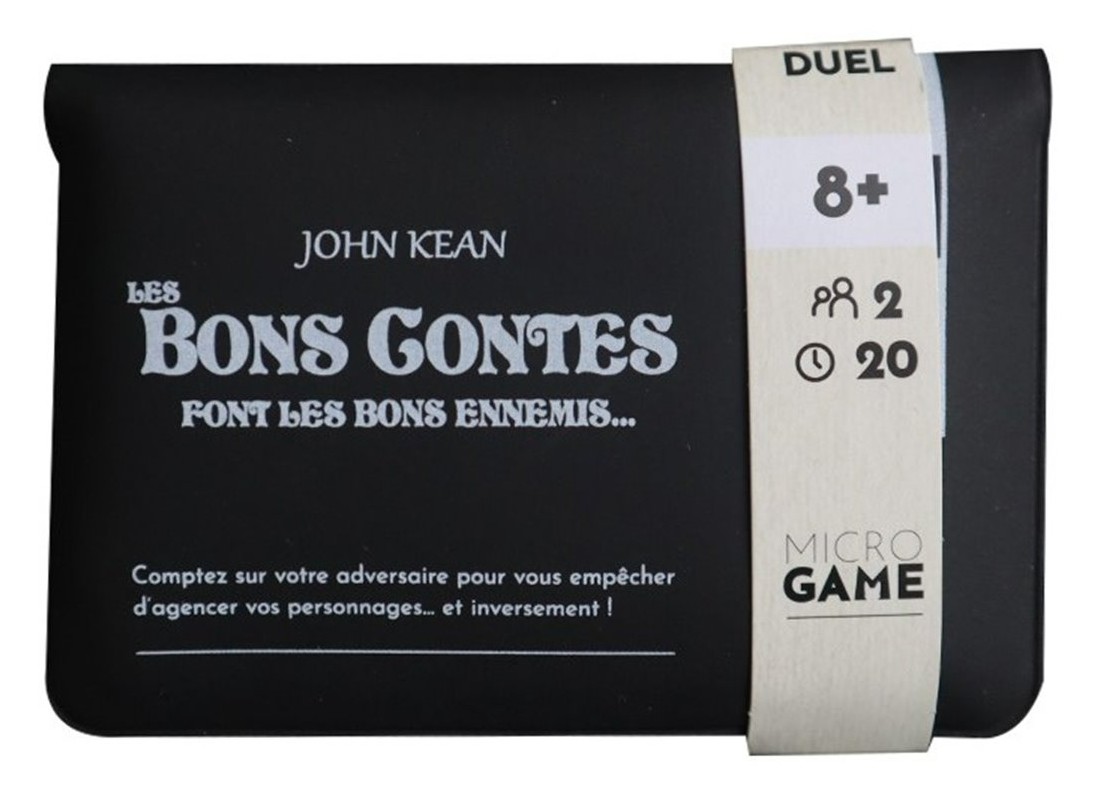 JOHN KEAN
LES
BONS CONTES
FONT LES BONS ENNEMIS...
Comptez sur votre adversaire pour vous empêcher
d'agencer vos personnages... et inversement !
DUEL
8+
2
20
MICRO
GAME